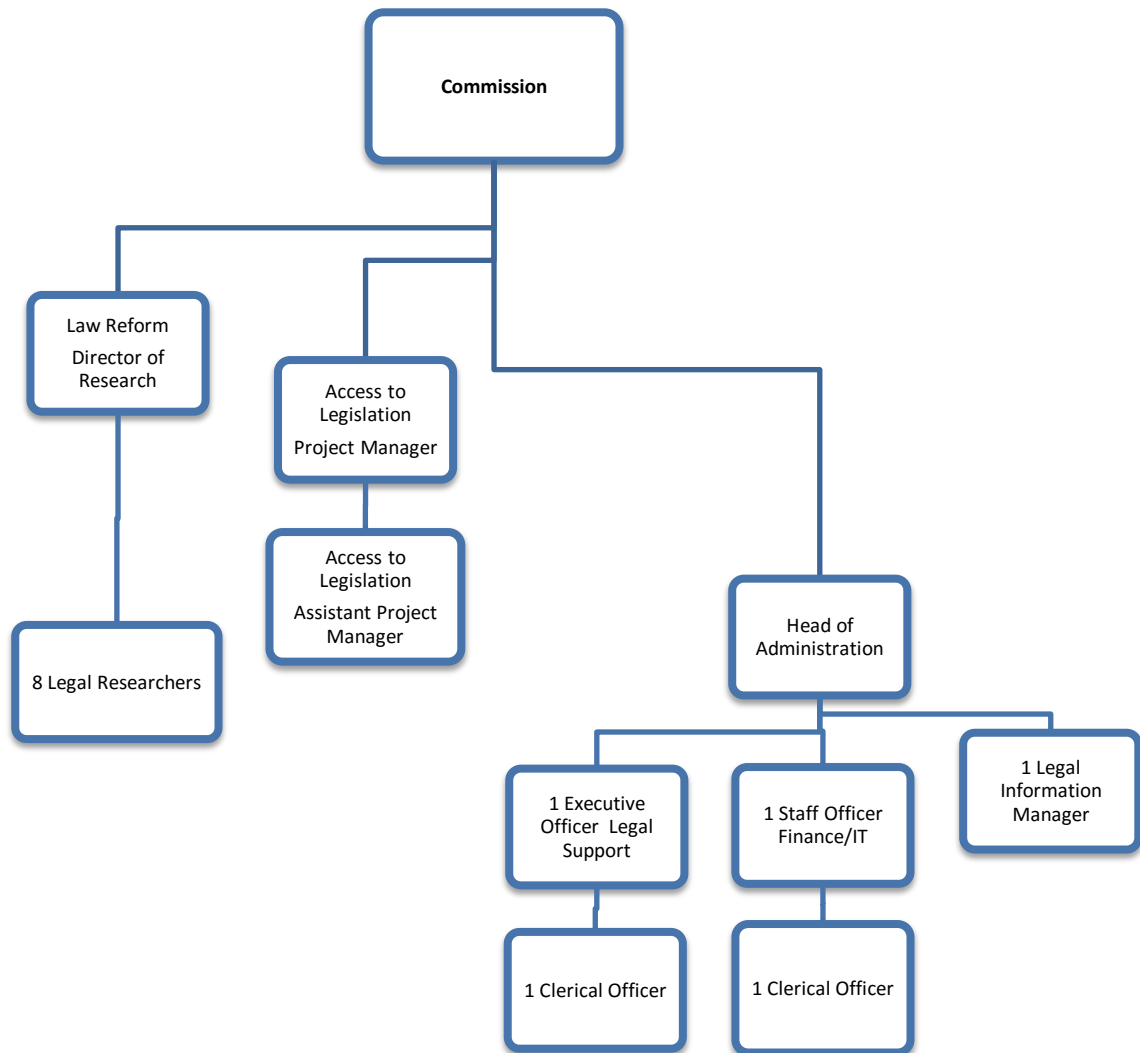 Commission
Law Reform
Director of
Research
Access to
Legislation
Project Manager
Access to
Legislation
Assistant Project
Manager
8 Legal Researchers
Head of
Administration
1 Executive
Officer  Legal
Support
1 Staff Officer
Finance/IT
1 Legal
Information
Manager
1 Clerical Officer
1 Clerical Officer